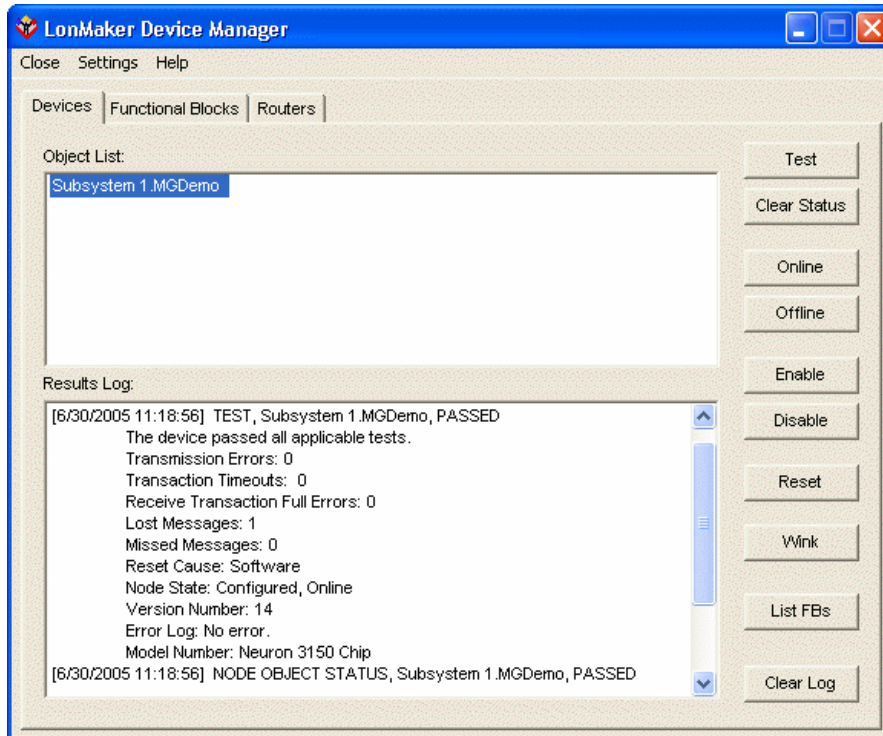 LonMaker Device Manager
Close Settings Help
Devices Functional Blocks Routers
Object List:
Subsystem 1.MGDemo
Test
Clear Status
Online
Offline
Enable
Disable
Reset
Wink
List FBs
Clear Log
Results Log:
[6/30/2005 11:18:56] TEST, Subsystem 1.MGDemo, PASSED
The device passed all applicable tests.
Transmission Errors: 0
Transaction Timeouts: 0
Receive Transaction Full Errors: 0
Lost Messages: 1
Missed Messages: 0
Reset Cause: Software
Node State: Configured, Online
Version Number: 14
Error Log: No error.
Model Number: Neuron 3150 Chip
[6/30/2005 11:18:56] NODE OBJECT STATUS, Subsystem 1.MGDemo, PASSED